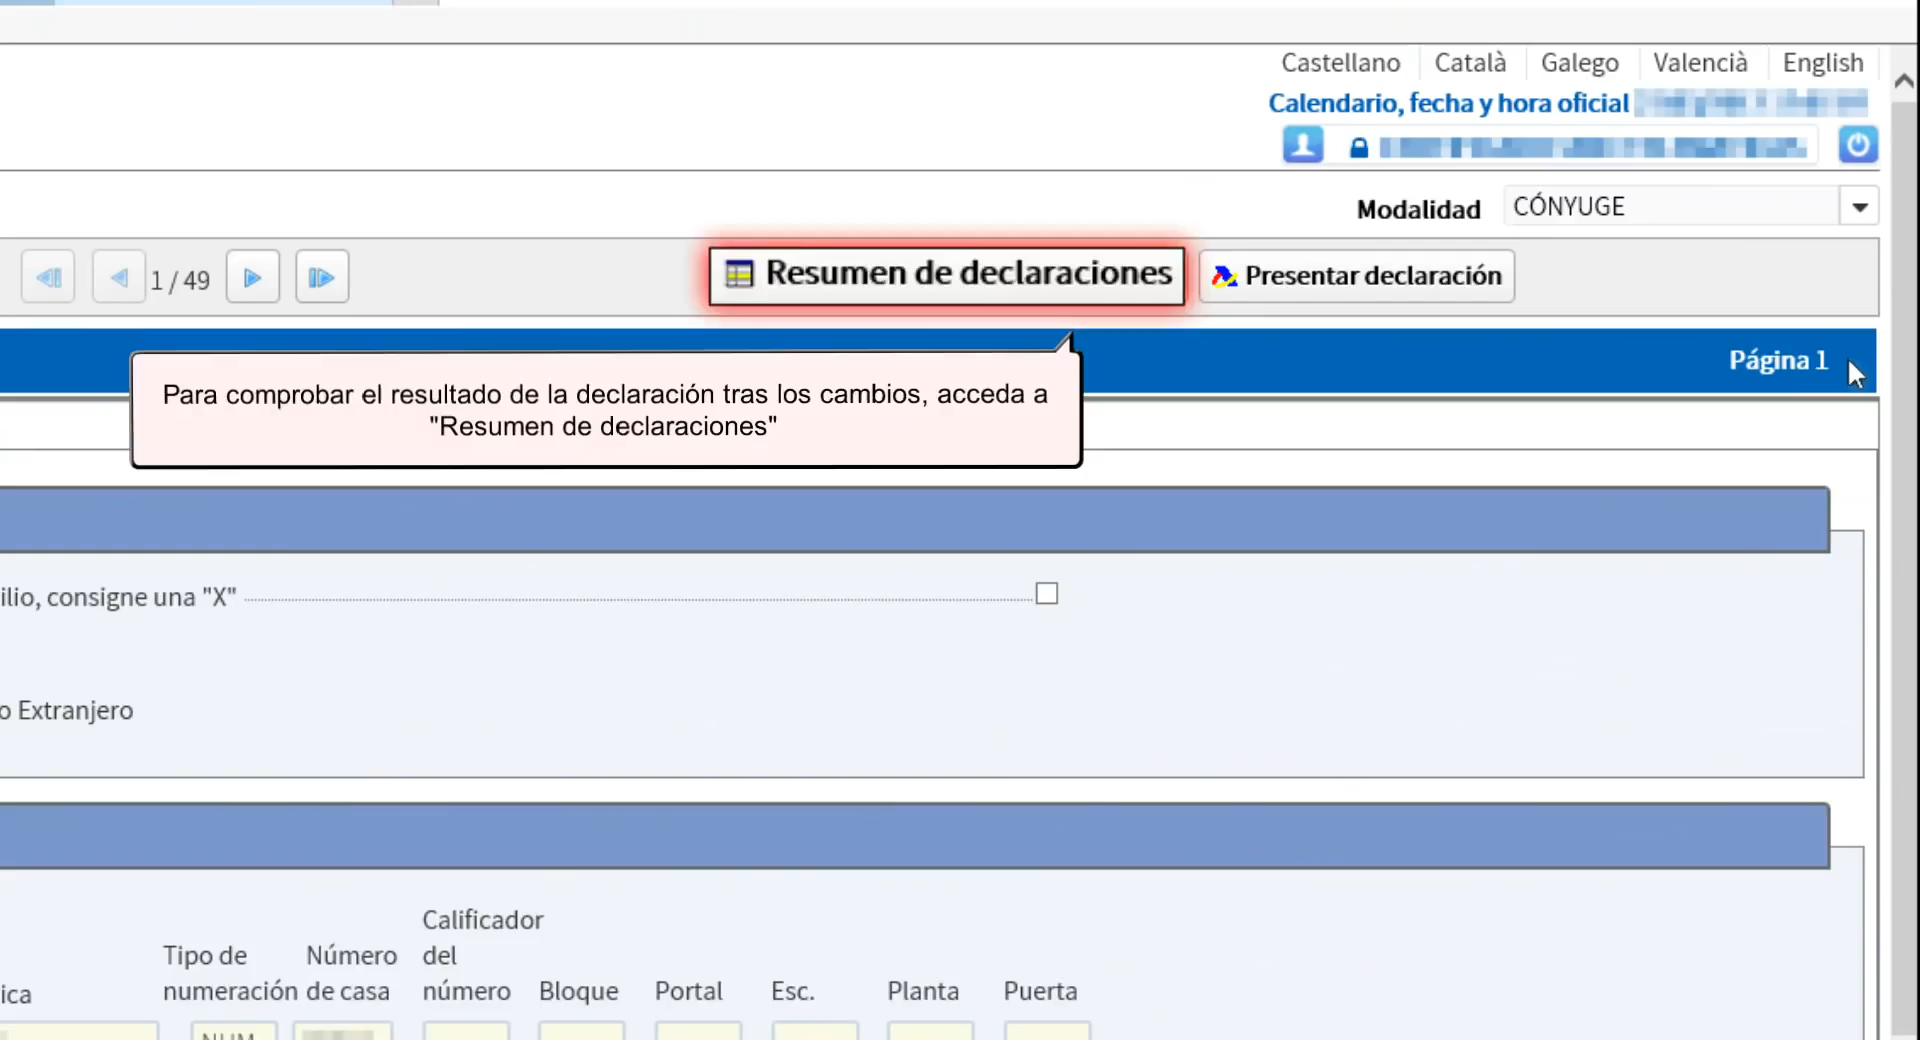 Castellano Català Galego Valencià English
Calendario, fecha y hora oficial
Modalidad CÓNYUGE
1 / 49 Resumen de declaraciones Presentar declaración
Página 1
Para comprobar el resultado de la declaración tras los cambios, acceda a
"Resumen de declaraciones"
ilio, consigne una "X"
o Extranjero
Calificador
Tipo de Número del
ica numeración de casa número Bloque Portal Esc. Planta Puerta
NUM